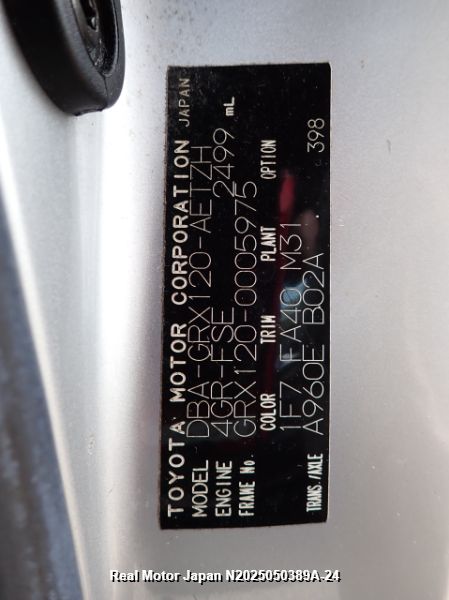 TOYOTA MOTOR CORPORATION JAPAN
MODEL DBA-GRX120-AETZH
ENGINE 4GR-FSE 2499 mL
FRAME No. GRX120-0005975
COLOR TRIM PLANT OPTION
1F7 FA40 M31 398
TRANS./AXLE A960E B02A
Real Motor Japan N2025050389A-24